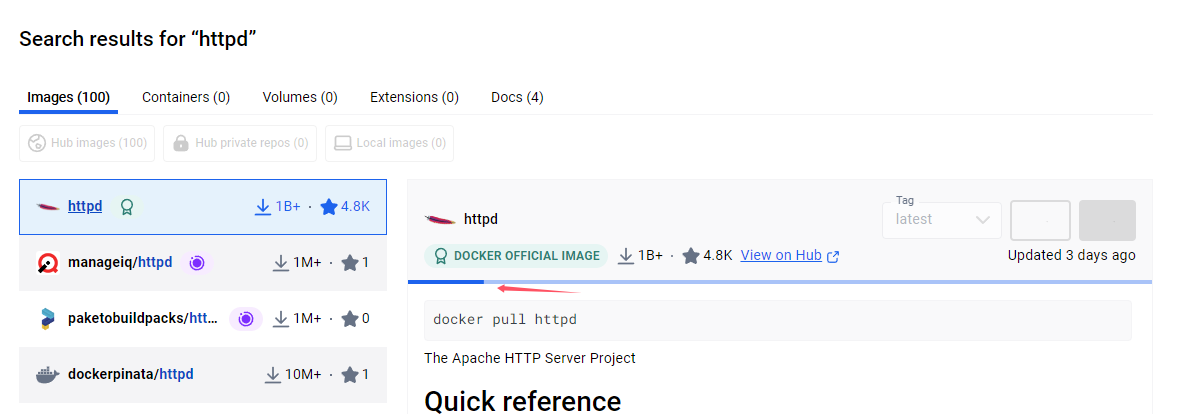 Search results for “httpd”
Images (100) Containers (0) Volumes (0) Extensions (0) Docs (4)
Hub images (100) Hub private repos (0) Local images (0)
httpd 1B+ · 4.8K
manageiq/httpd 1M+ · 1
paketobuildpacks/htt... 1M+ · 0
dockerpinata/httpd 10M+ · 1
httpd
Tag
latest
DOCKER OFFICIAL IMAGE 1B+ · 4.8K View on Hub Updated 3 days ago
docker pull httpd
The Apache HTTP Server Project
Quick reference